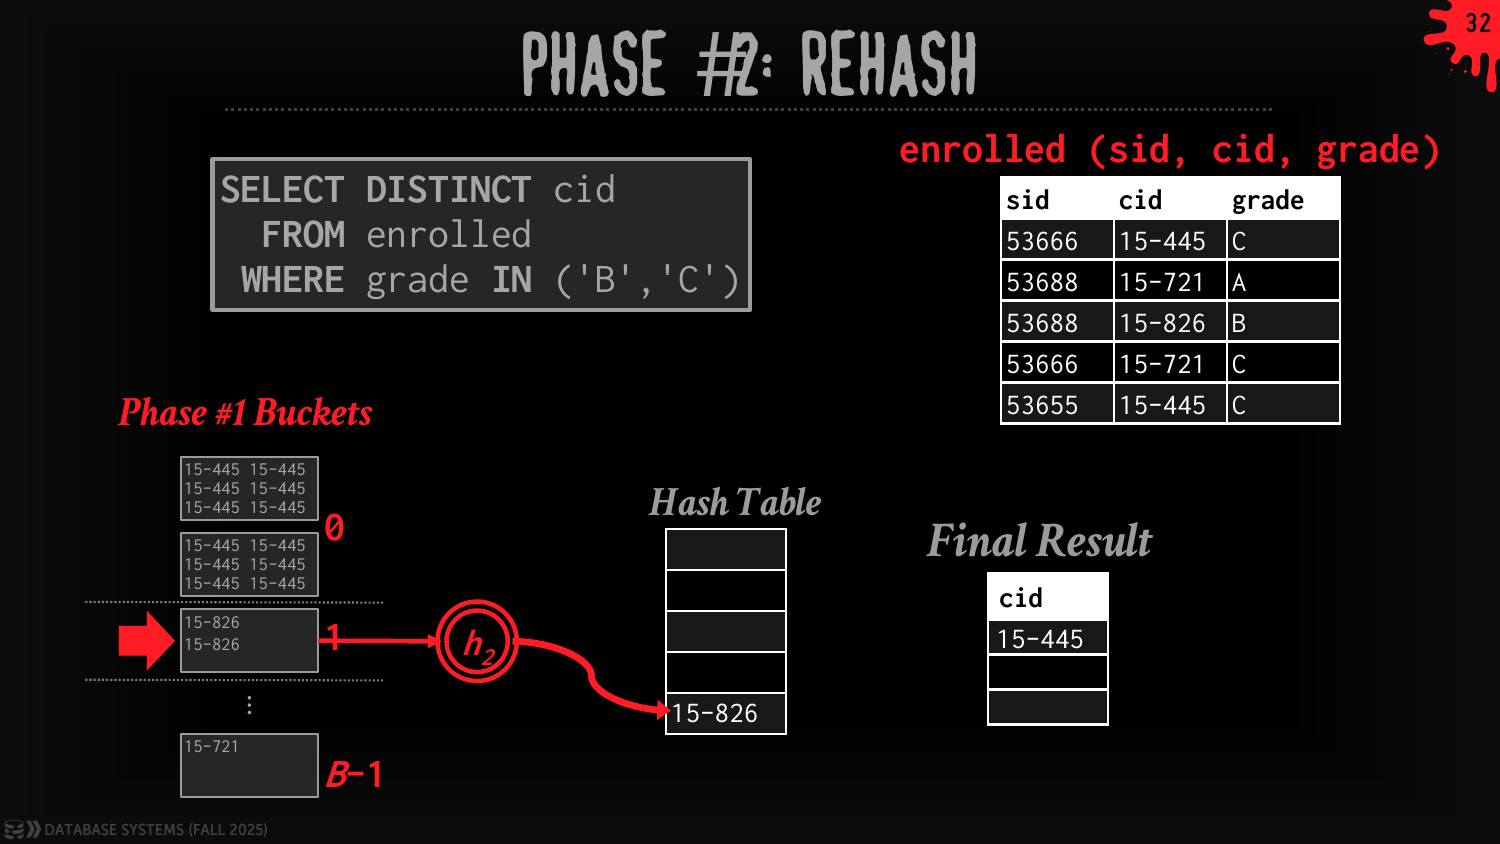 32
PHASE #2: REHASH
enrolled (sid, cid, grade)
SELECT DISTINCT cid
FROM enrolled
WHERE grade IN ('B','C')
sid cid grade
53666 15-445 C
53688 15-721 A
53688 15-826 B
53666 15-721 C
53655 15-445 C
Phase #1 Buckets
15-445 15-445
15-445 15-445
15-445 15-445
0
15-445 15-445
15-445 15-445
15-445 15-445
15-826
15-826
1
⋮
15-721
B-1
h2
Hash Table
15-826
Final Result
cid
15-445
DATABASE SYSTEMS (FALL 2025)